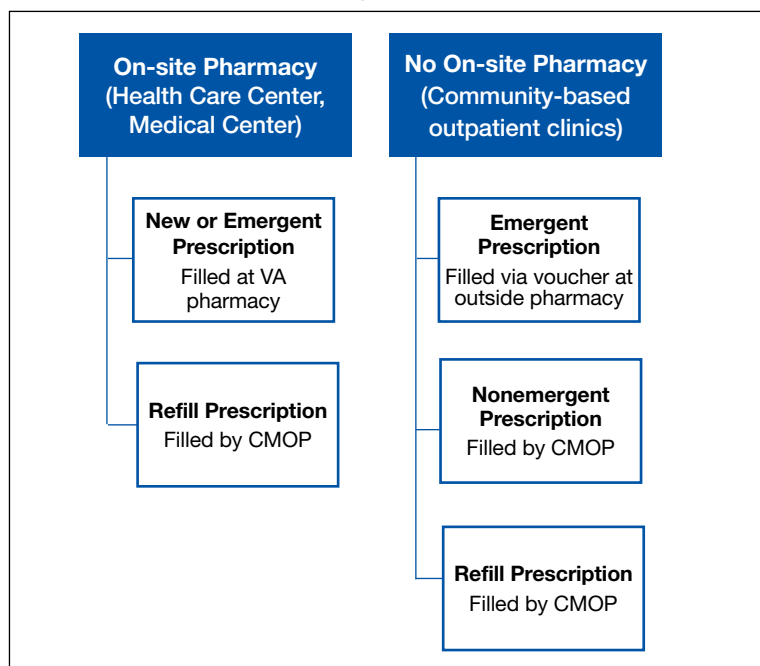 On-site Pharmacy
(Health Care Center,
Medical Center)
New or Emergent
Prescription
Filled at VA
pharmacy
Refill Prescription
Filled by CMOP
No On-site Pharmacy
(Community-based
outpatient clinics)
Emergent
Prescription
Filled via voucher at
outside pharmacy
Nonemergent
Prescription
Filled by CMOP
Refill Prescription
Filled by CMOP